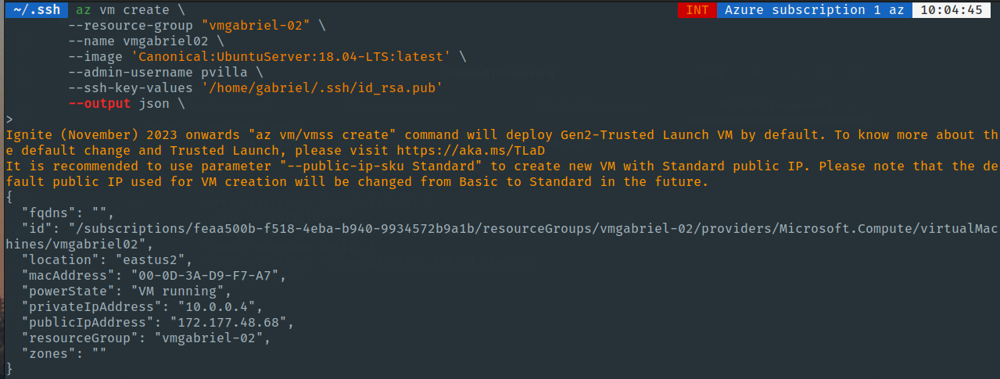 ~/.ssh az vm create \ INT Azure subscription 1 az 10:04:45
--resource-group "vmgabriel-02" \
--name vmgabriel02 \
--image 'Canonical:UbuntuServer:18.04-LTS:latest' \
--admin-username pvilla \
--ssh-key-values '/home/gabriel/.ssh/id_rsa.pub'
--output json \
>
Ignite (November) 2023 onwards "az vm/vmss create" command will deploy Gen2-Trusted Launch VM by default. To know more about th
e default change and Trusted Launch, please visit https://aka.ms/TLaD
It is recommended to use parameter "--public-ip-sku Standard" to create new VM with Standard public IP. Please note that the de
fault public IP used for VM creation will be changed from Basic to Standard in the future.
{
"fqdns": "",
"id": "/subscriptions/feaa500b-f518-4eba-b940-9934572b9a1b/resourceGroups/vmgabriel-02/providers/Microsoft.Compute/virtualMac
hines/vmgabriel02",
"location": "eastus2",
"macAddress": "00-0D-3A-D9-F7-A7",
"powerState": "VM running",
"privateIpAddress": "10.0.0.4",
"publicIpAddress": "172.177.48.68",
"resourceGroup": "vmgabriel-02",
"zones": ""
}